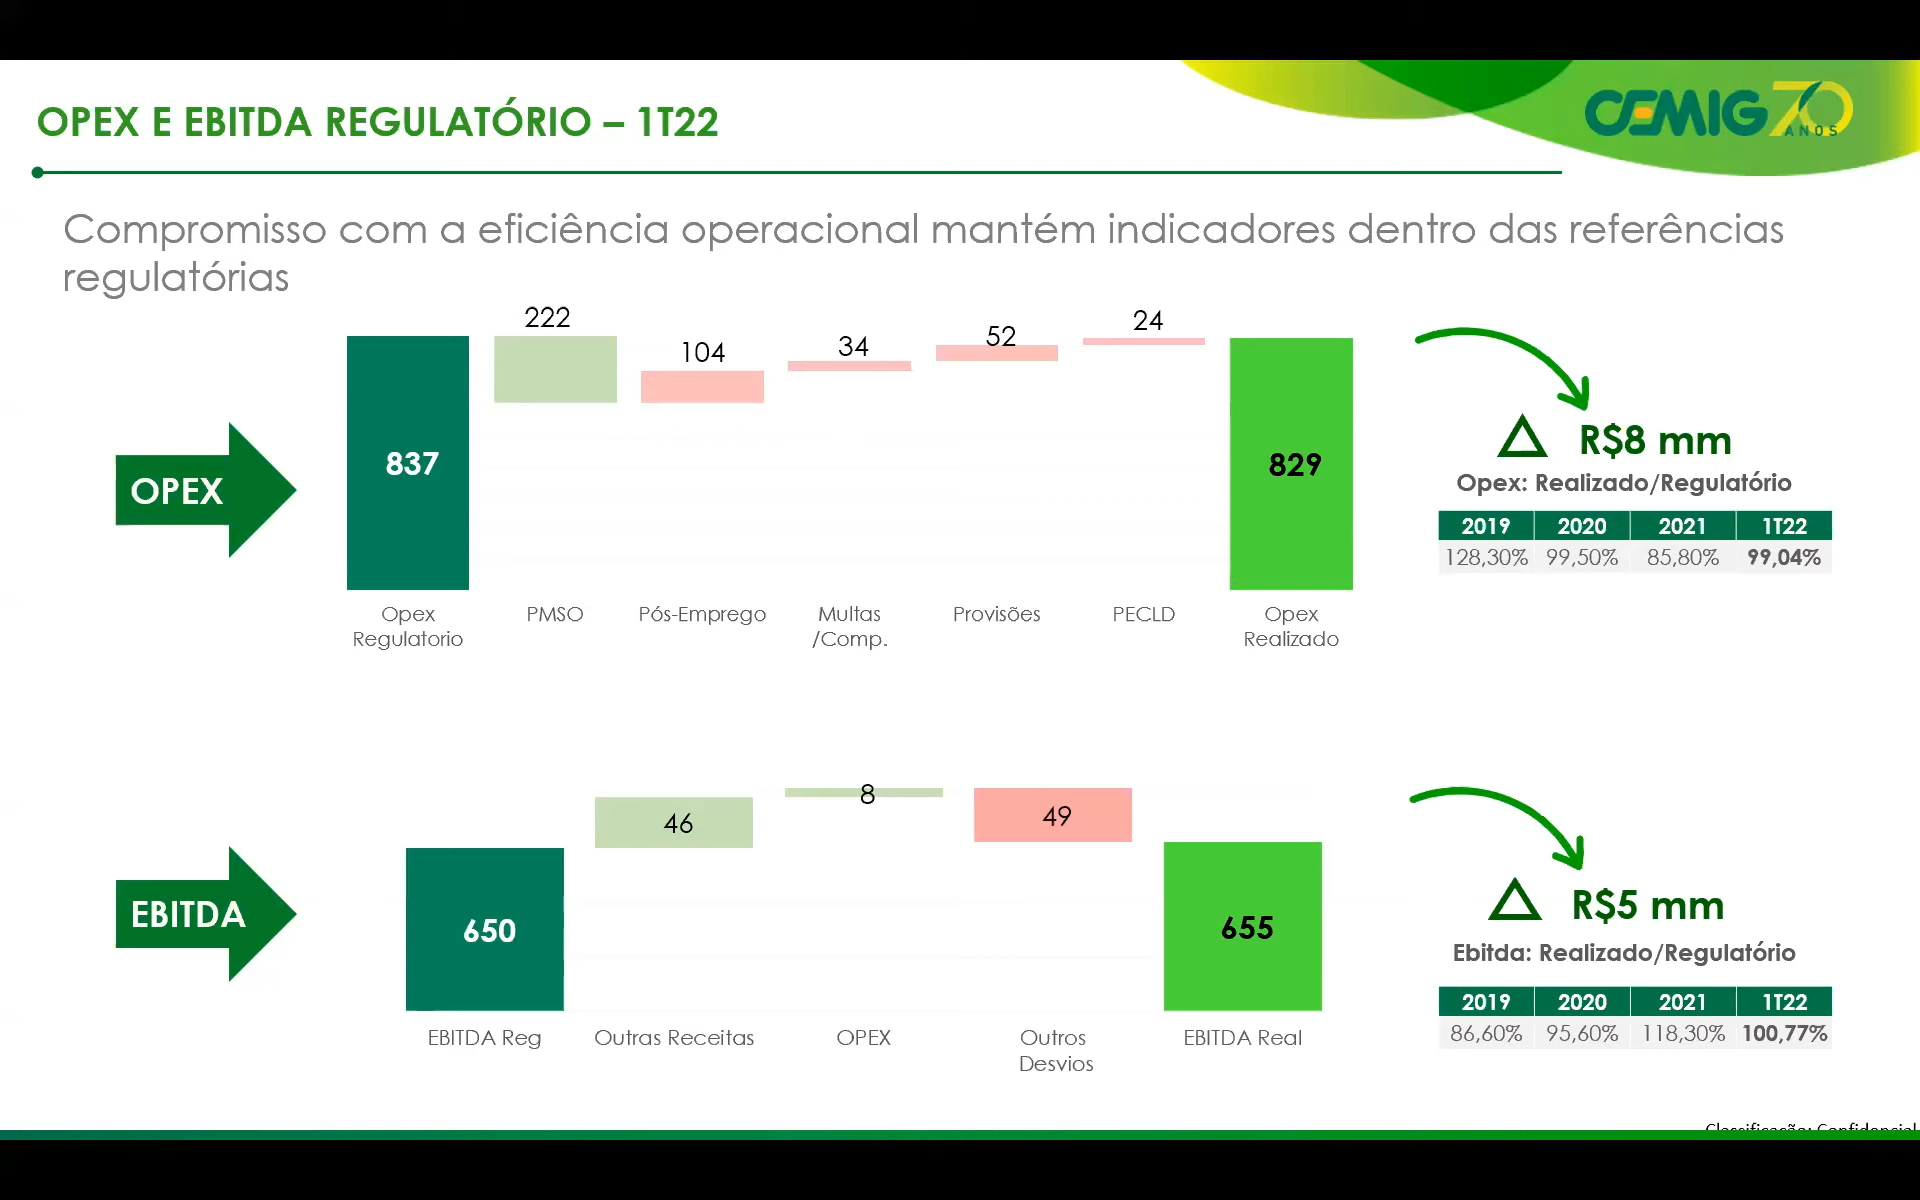 OPEX E EBITDA REGULATÓRIO – 1T22
CEMIG 70
ANOS
Compromisso com a eficiência operacional mantém indicadores dentro das referências
regulatórias
OPEX
837
222
104
34
52
24
829
Opex
Regulatorio
PMSO
Pós-Emprego
Multas
/Comp.
Provisões
PECLD
Opex
Realizado
R$8 mm
Opex: Realizado/Regulatório
2019 2020 2021 1T22
128,30% 99,50% 85,80% 99,04%
EBITDA
650
46
8
49
655
EBITDA Reg
Outras Receitas
OPEX
Outros
Desvios
EBITDA Real
R$5 mm
Ebitda: Realizado/Regulatório
2019 2020 2021 1T22
86,60% 95,60% 118,30% 100,77%
Classificação: Confidencial